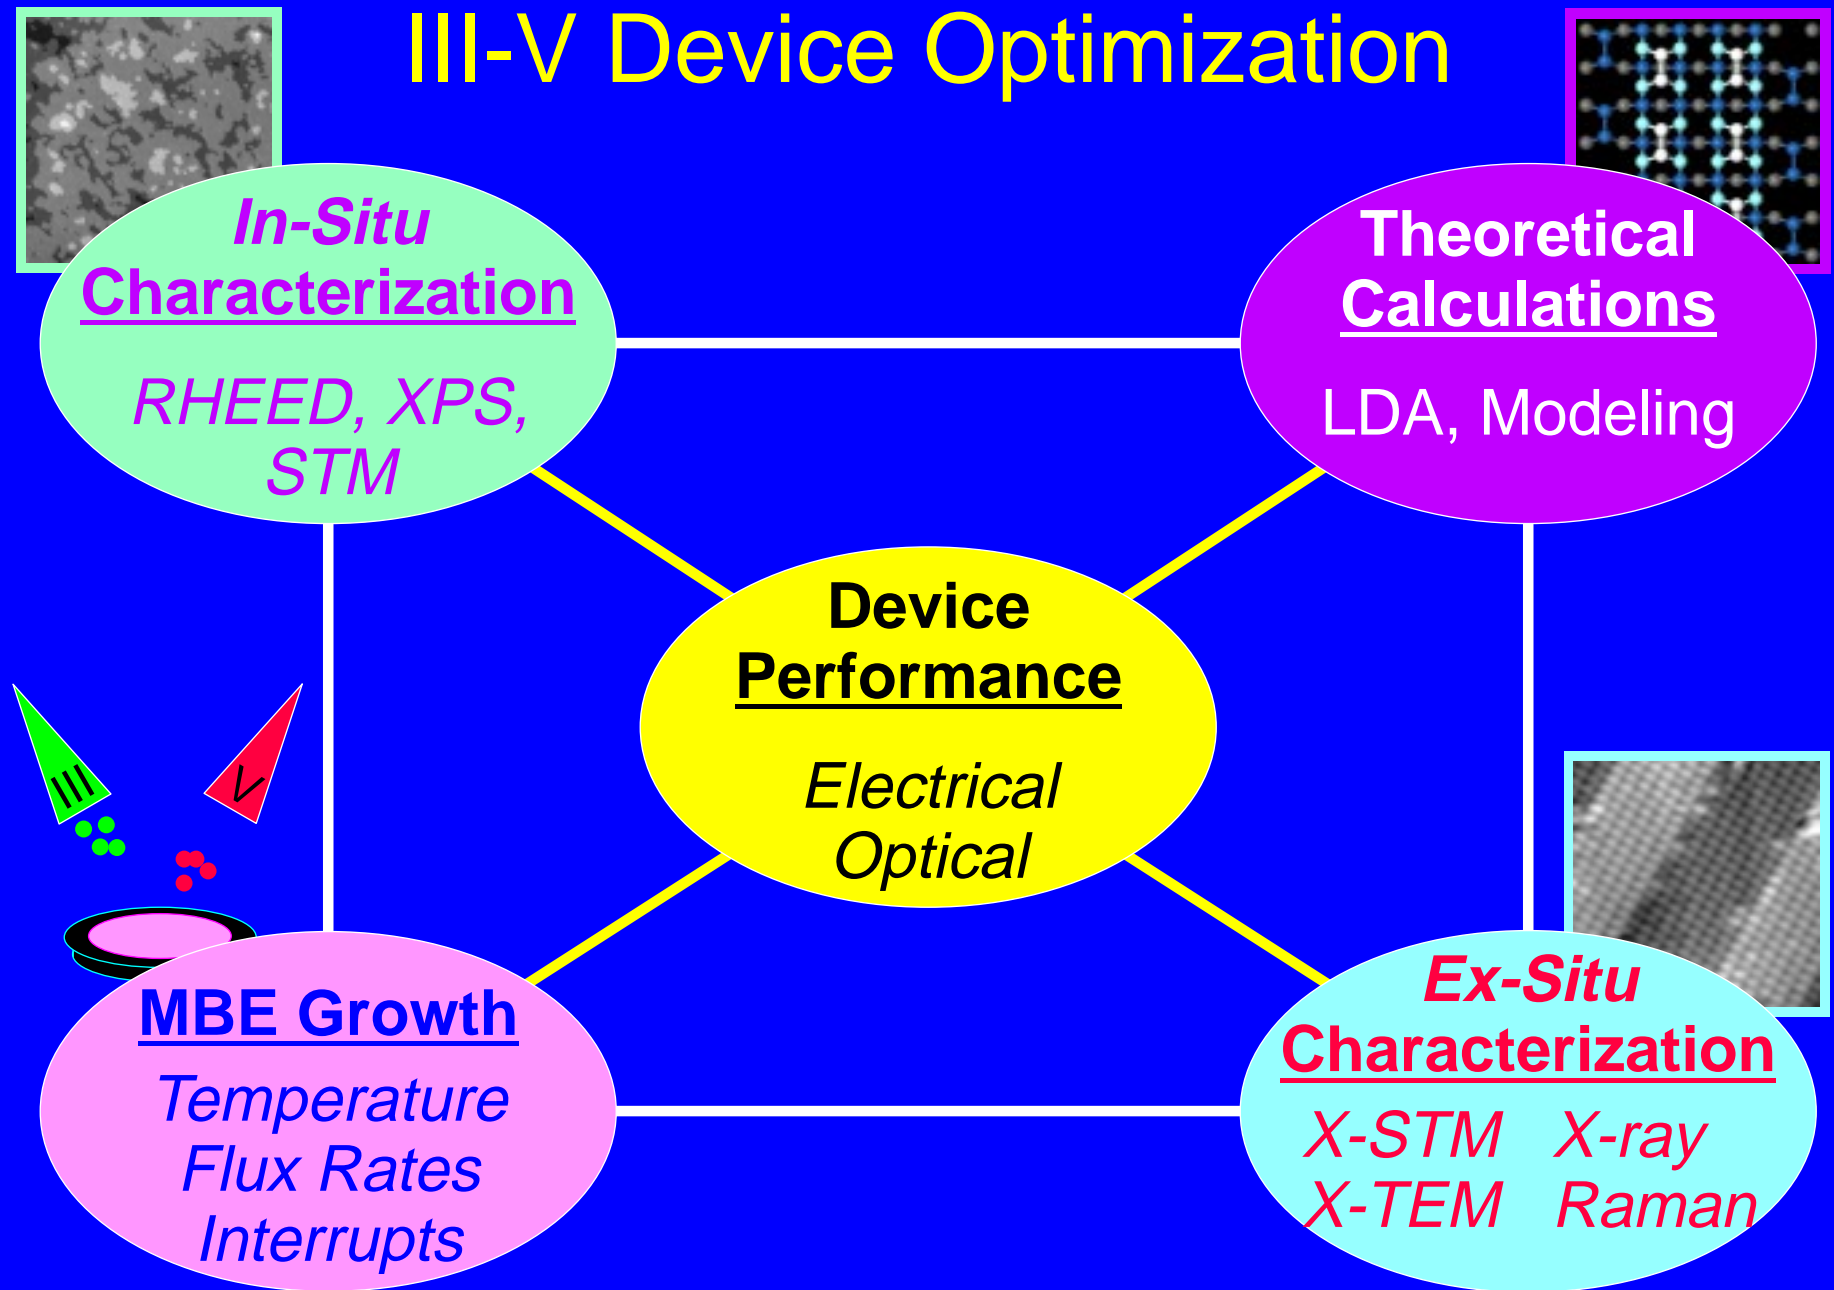 III-V Device Optimization
In-Situ
Characterization
RHEED, XPS,
STM
Theoretical
Calculations
LDA, Modeling
Device
Performance
Electrical
Optical
III
V
MBE Growth
Temperature
Flux Rates
Interrupts
Ex-Situ
Characterization
X-STM X-ray
X-TEM Raman